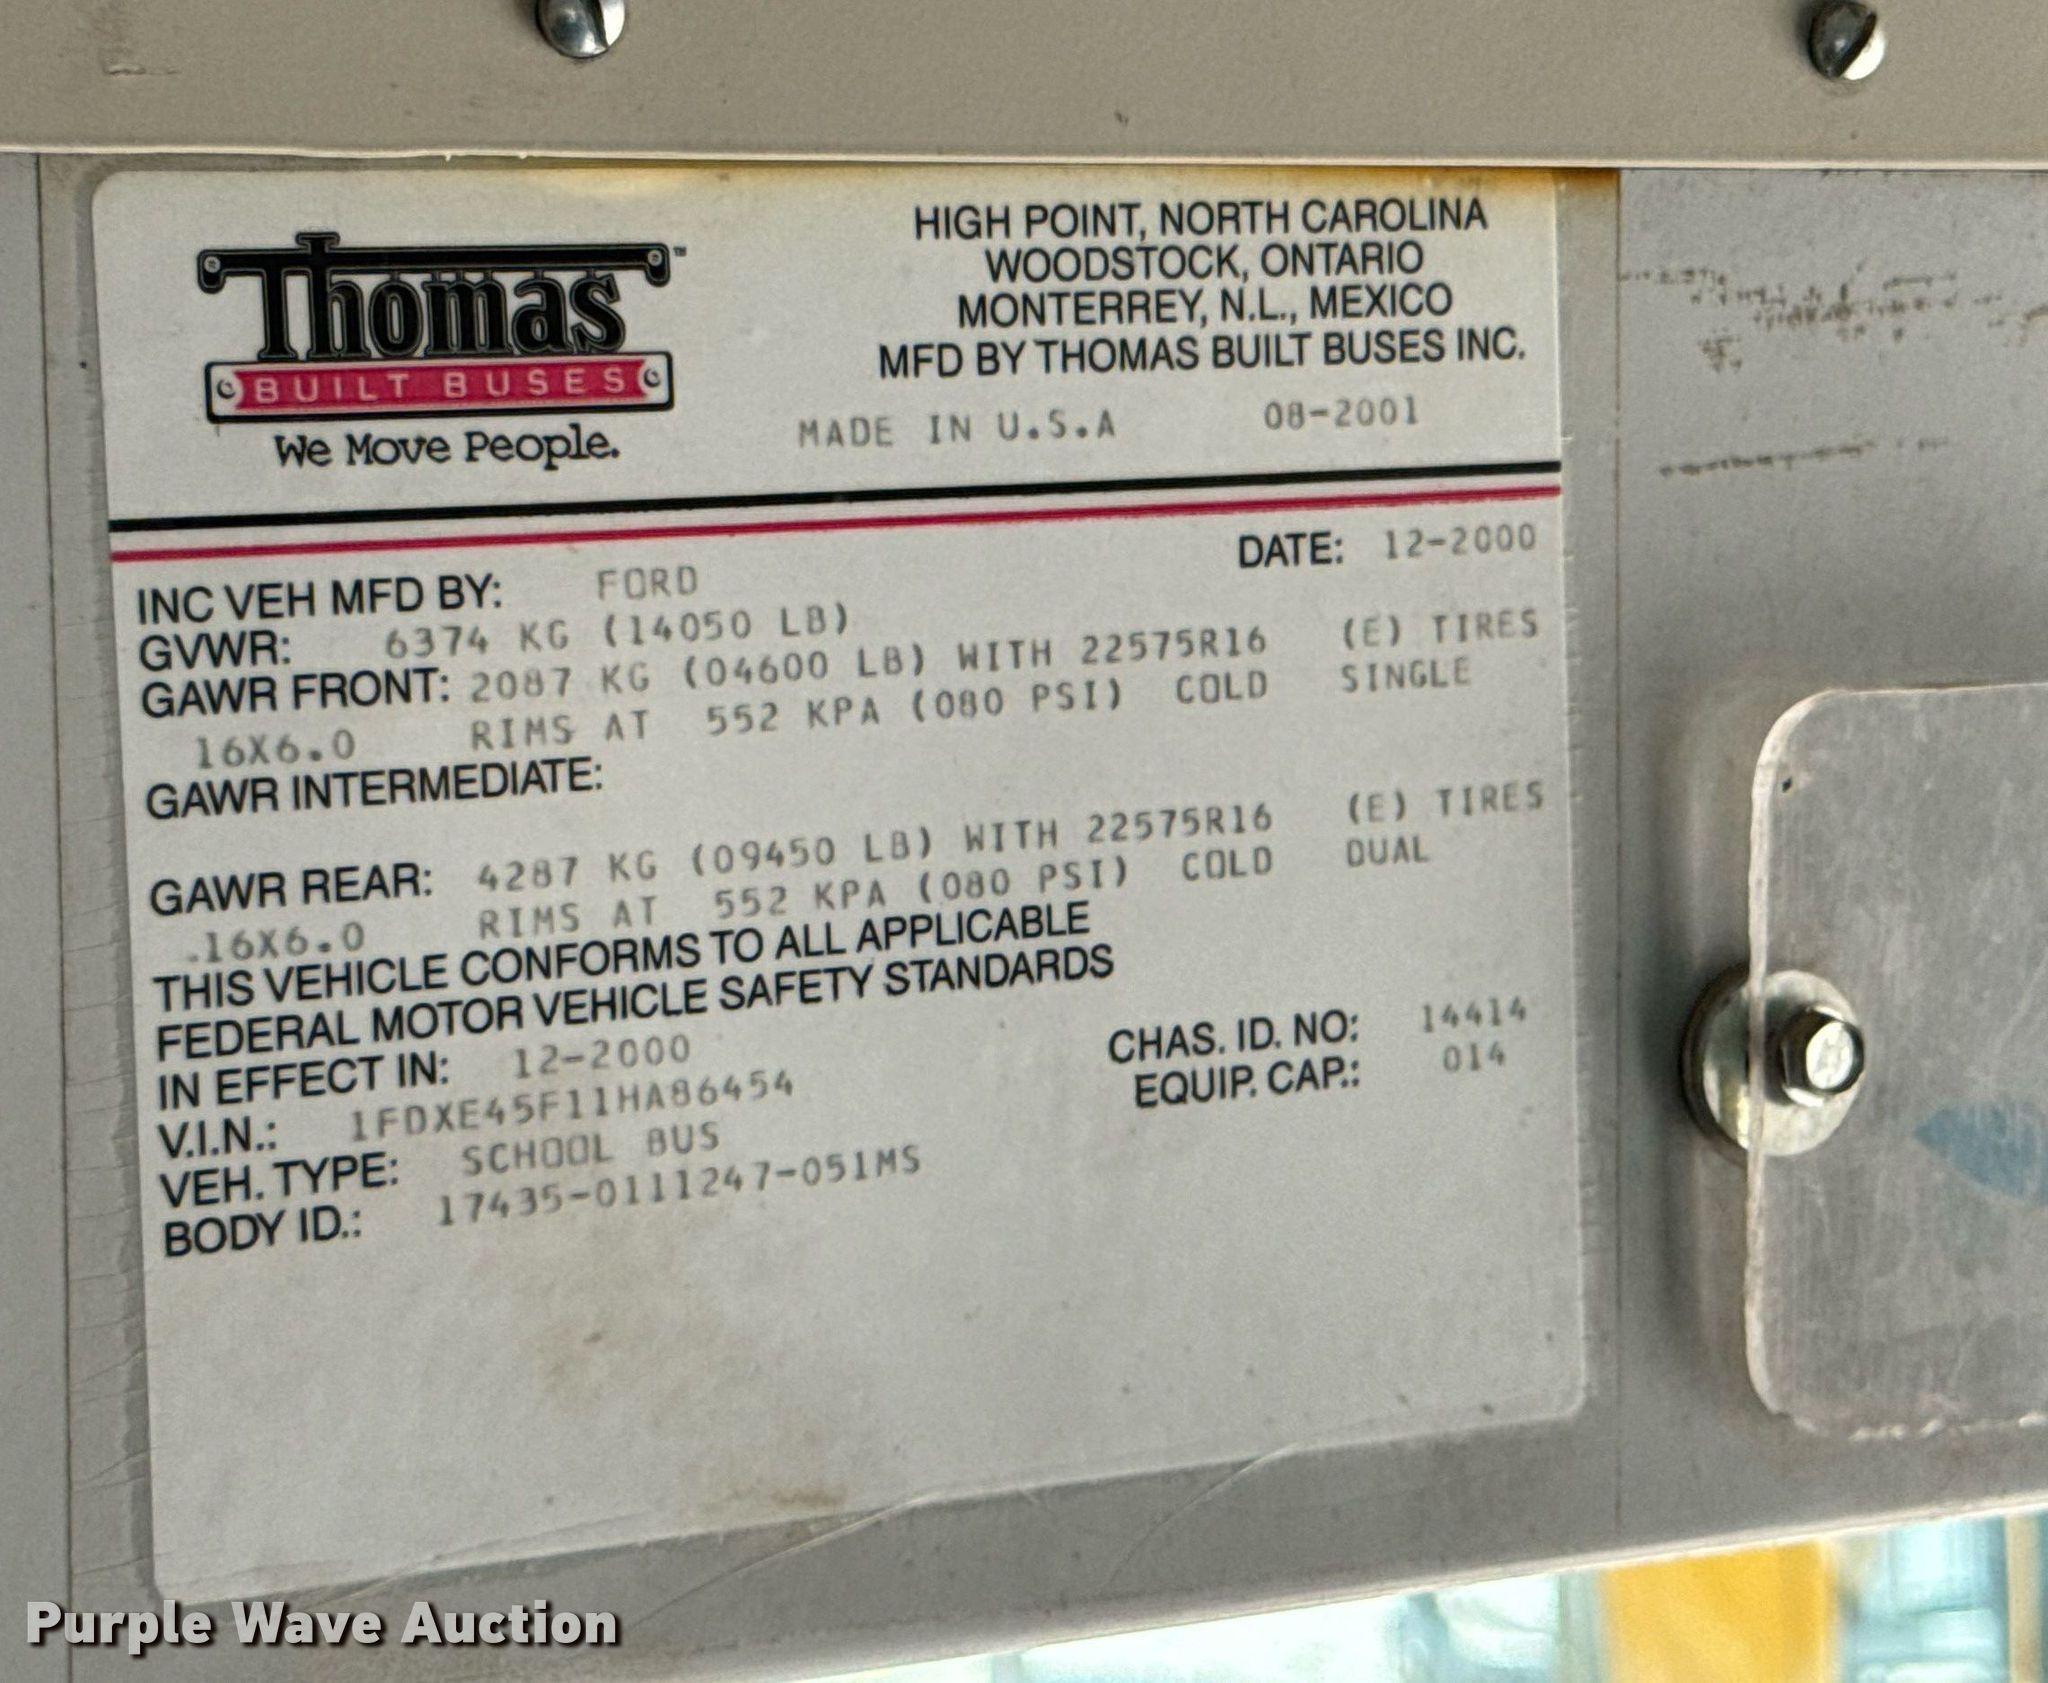 Thomas™
BUILT BUSES
We Move People.
HIGH POINT, NORTH CAROLINA
WOODSTOCK, ONTARIO
MONTERREY, N.L., MEXICO
MFD BY THOMAS BUILT BUSES INC.
MADE IN U.S.A 08-2001
DATE: 12-2000
INC VEH MFD BY: FORD
GVWR: 6374 KG (14050 LB)
GAWR FRONT: 2087 KG (04600 LB) WITH 22575R16 (E) TIRES
16X6.0 RIMS AT 552 KPA (080 PSI) COLD SINGLE
GAWR INTERMEDIATE:
GAWR REAR: 4287 KG (09450 LB) WITH 22575R16 (E) TIRES
.16X6.0 RIMS AT 552 KPA (080 PSI) COLD DUAL
THIS VEHICLE CONFORMS TO ALL APPLICABLE
FEDERAL MOTOR VEHICLE SAFETY STANDARDS
IN EFFECT IN: 12-2000
CHAS. ID. NO: 14414
V.I.N.: 1FDXE45F11HA86454
EQUIP. CAP.: 014
VEH. TYPE: SCHOOL BUS
BODY ID.: 17435-0111247-051MS
Purple Wave Auction